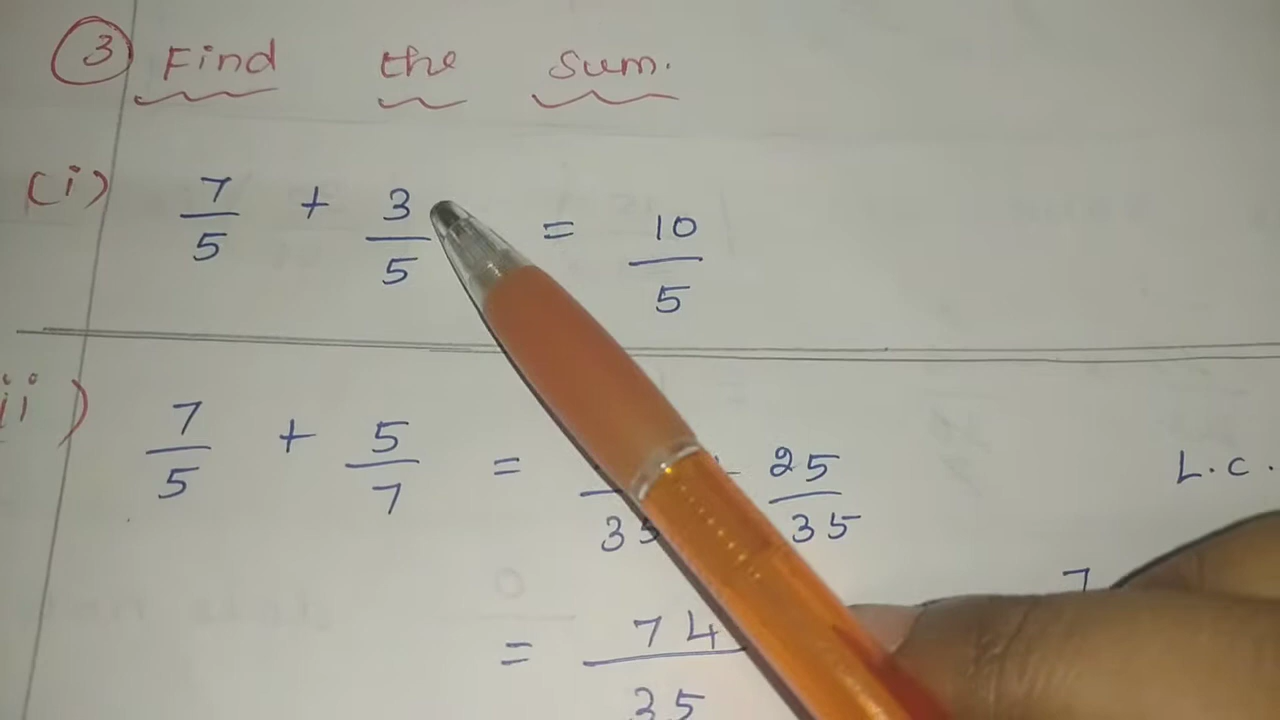 3 Find the Sum.
(i) 7/5 + 3/5 = 10/5
ii) 7/5 + 5/7 = /35 25/35 L.c.
7
= 74/35